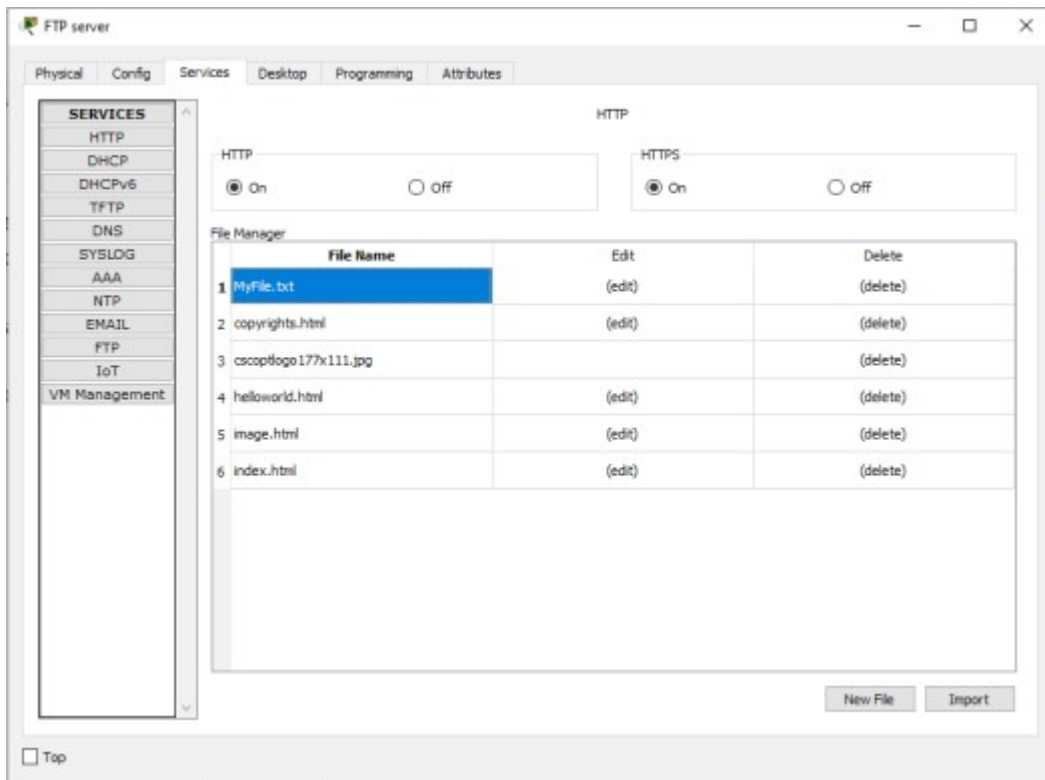 FTP server
Physical Config Services Desktop Programming Attributes
SERVICES
HTTP
DHCP
DHCPv6
TFTP
DNS
SYSLOG
AAA
NTP
EMAIL
FTP
IoT
VM Management
HTTP
HTTP
On Off
HTTPS
On Off
File Manager
File Name Edit Delete
1 MyFile.txt (edit) (delete)
2 copyrights.html (edit) (delete)
3 cscoptlogo177x111.jpg (delete)
4 helloworld.html (edit) (delete)
5 image.html (edit) (delete)
6 index.html (edit) (delete)
New File Import
Top